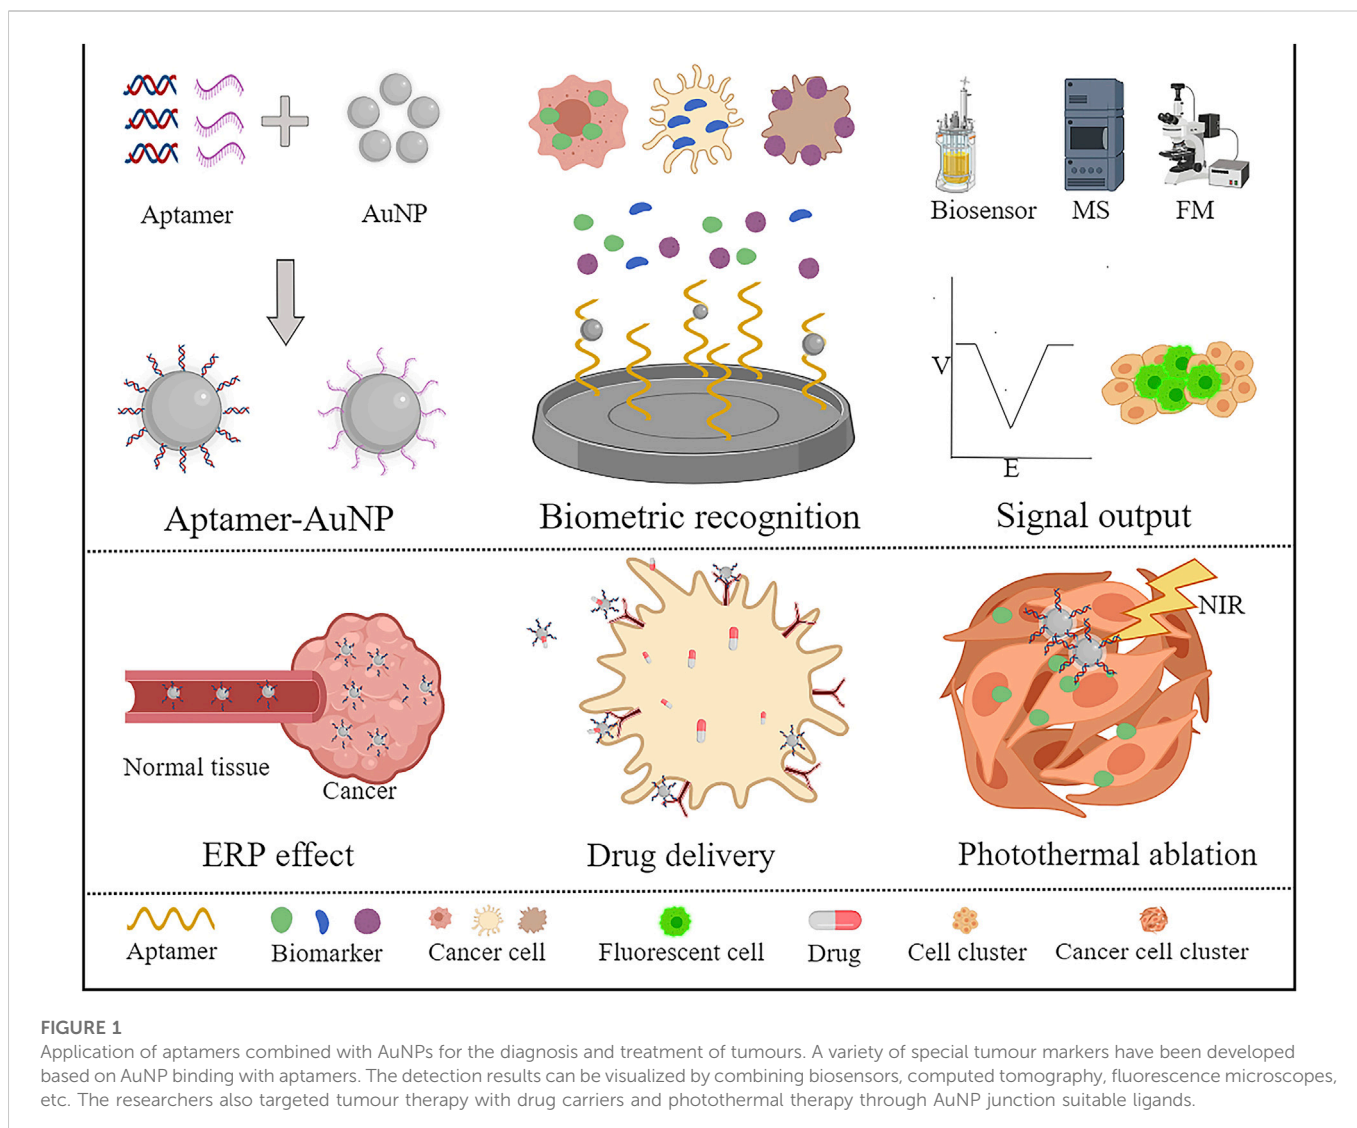 Aptamer
AuNP
Biosensor
MS
FM
V
E
Aptamer-AuNP
Biometric recognition
Signal output
NIR
Normal tissue
Cancer
ERP effect
Drug delivery
Photothermal ablation
Aptamer
Biomarker
Cancer cell
Fluorescent cell
Drug
Cell cluster
Cancer cell cluster
FIGURE 1
Application of aptamers combined with AuNPs for the diagnosis and treatment of tumours. A variety of special tumour markers have been developed
based on AuNP binding with aptamers. The detection results can be visualized by combining biosensors, computed tomography, fluorescence microscopes,
etc. The researchers also targeted tumour therapy with drug carriers and photothermal therapy through AuNP junction suitable ligands.